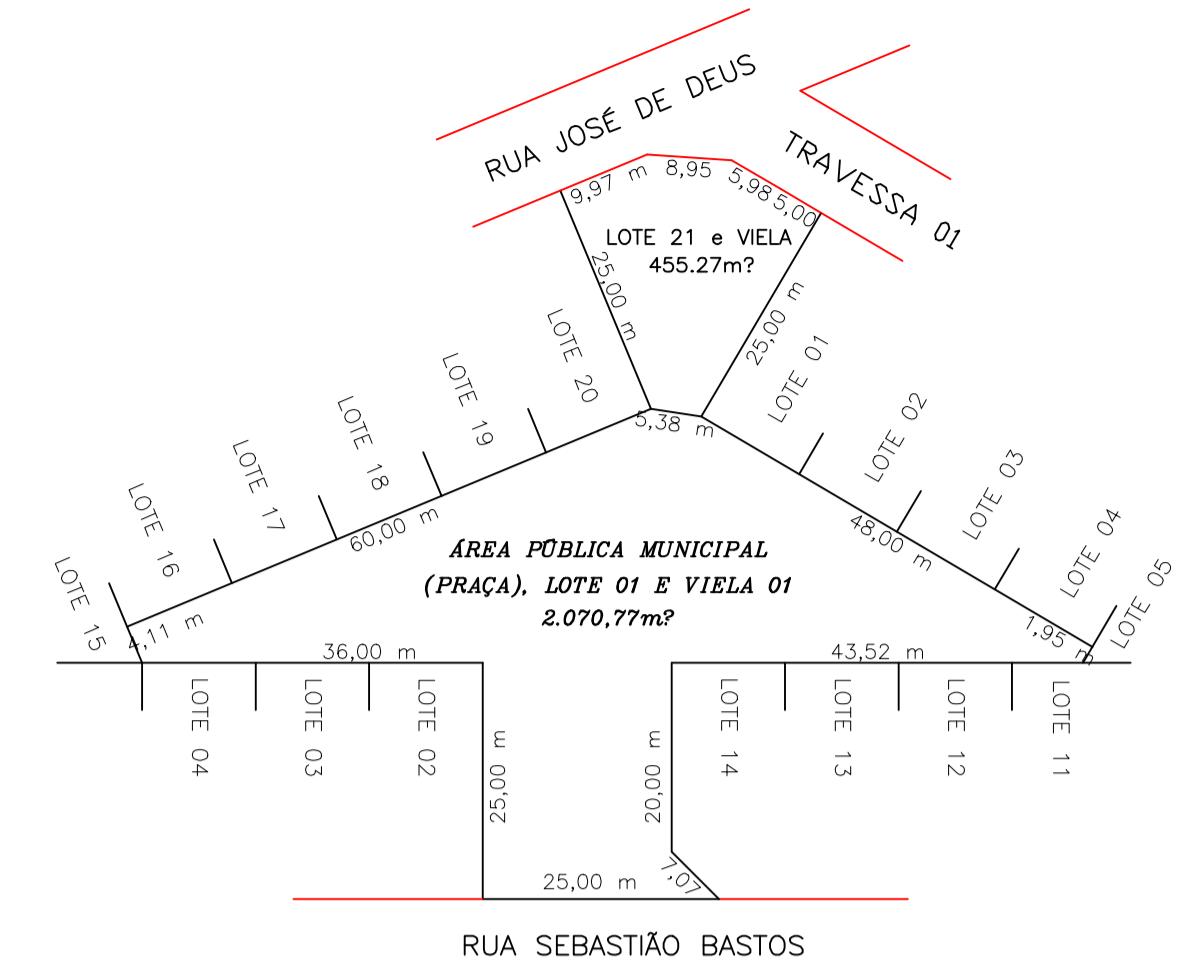 RUA JOSÉ DE DEUS
TRAVESSA 01
9,97 m
8,95
5,98
5,00
LOTE 21 e VIELA
455.27m?
25,00 m
25,00 m
LOTE 20
LOTE 19
LOTE 18
LOTE 17
LOTE 16
LOTE 15
LOTE 01
LOTE 02
LOTE 03
LOTE 04
LOTE 05
5,38 m
60,00 m
48,00 m
4,11 m
1,95 m
ÁREA PÚBLICA MUNICIPAL
(PRAÇA), LOTE 01 E VIELA 01
2.070,77m?
36,00 m
43,52 m
LOTE 04
LOTE 03
LOTE 02
LOTE 14
LOTE 13
LOTE 12
LOTE 11
25,00 m
20,00 m
7,07
25,00 m
RUA SEBASTIÃO BASTOS